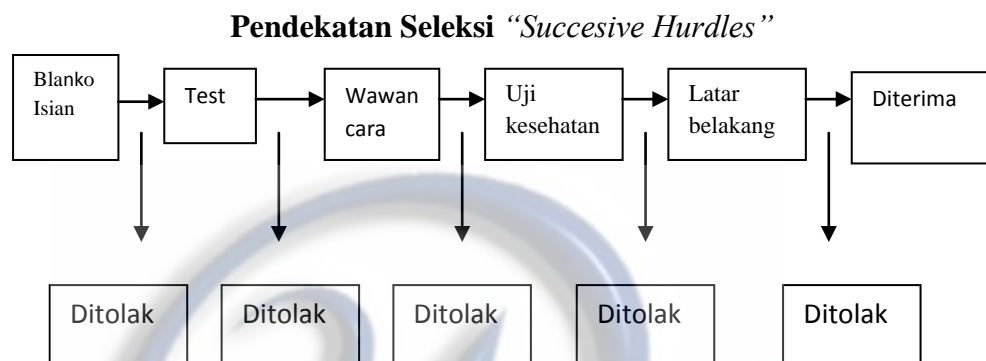 Pendekatan Seleksi “Succesive Hurdles”
Blanko
Isian
Test
Wawan
cara
Uji
kesehatan
Latar
belakang
Diterima
Ditolak
Ditolak
Ditolak
Ditolak
Ditolak